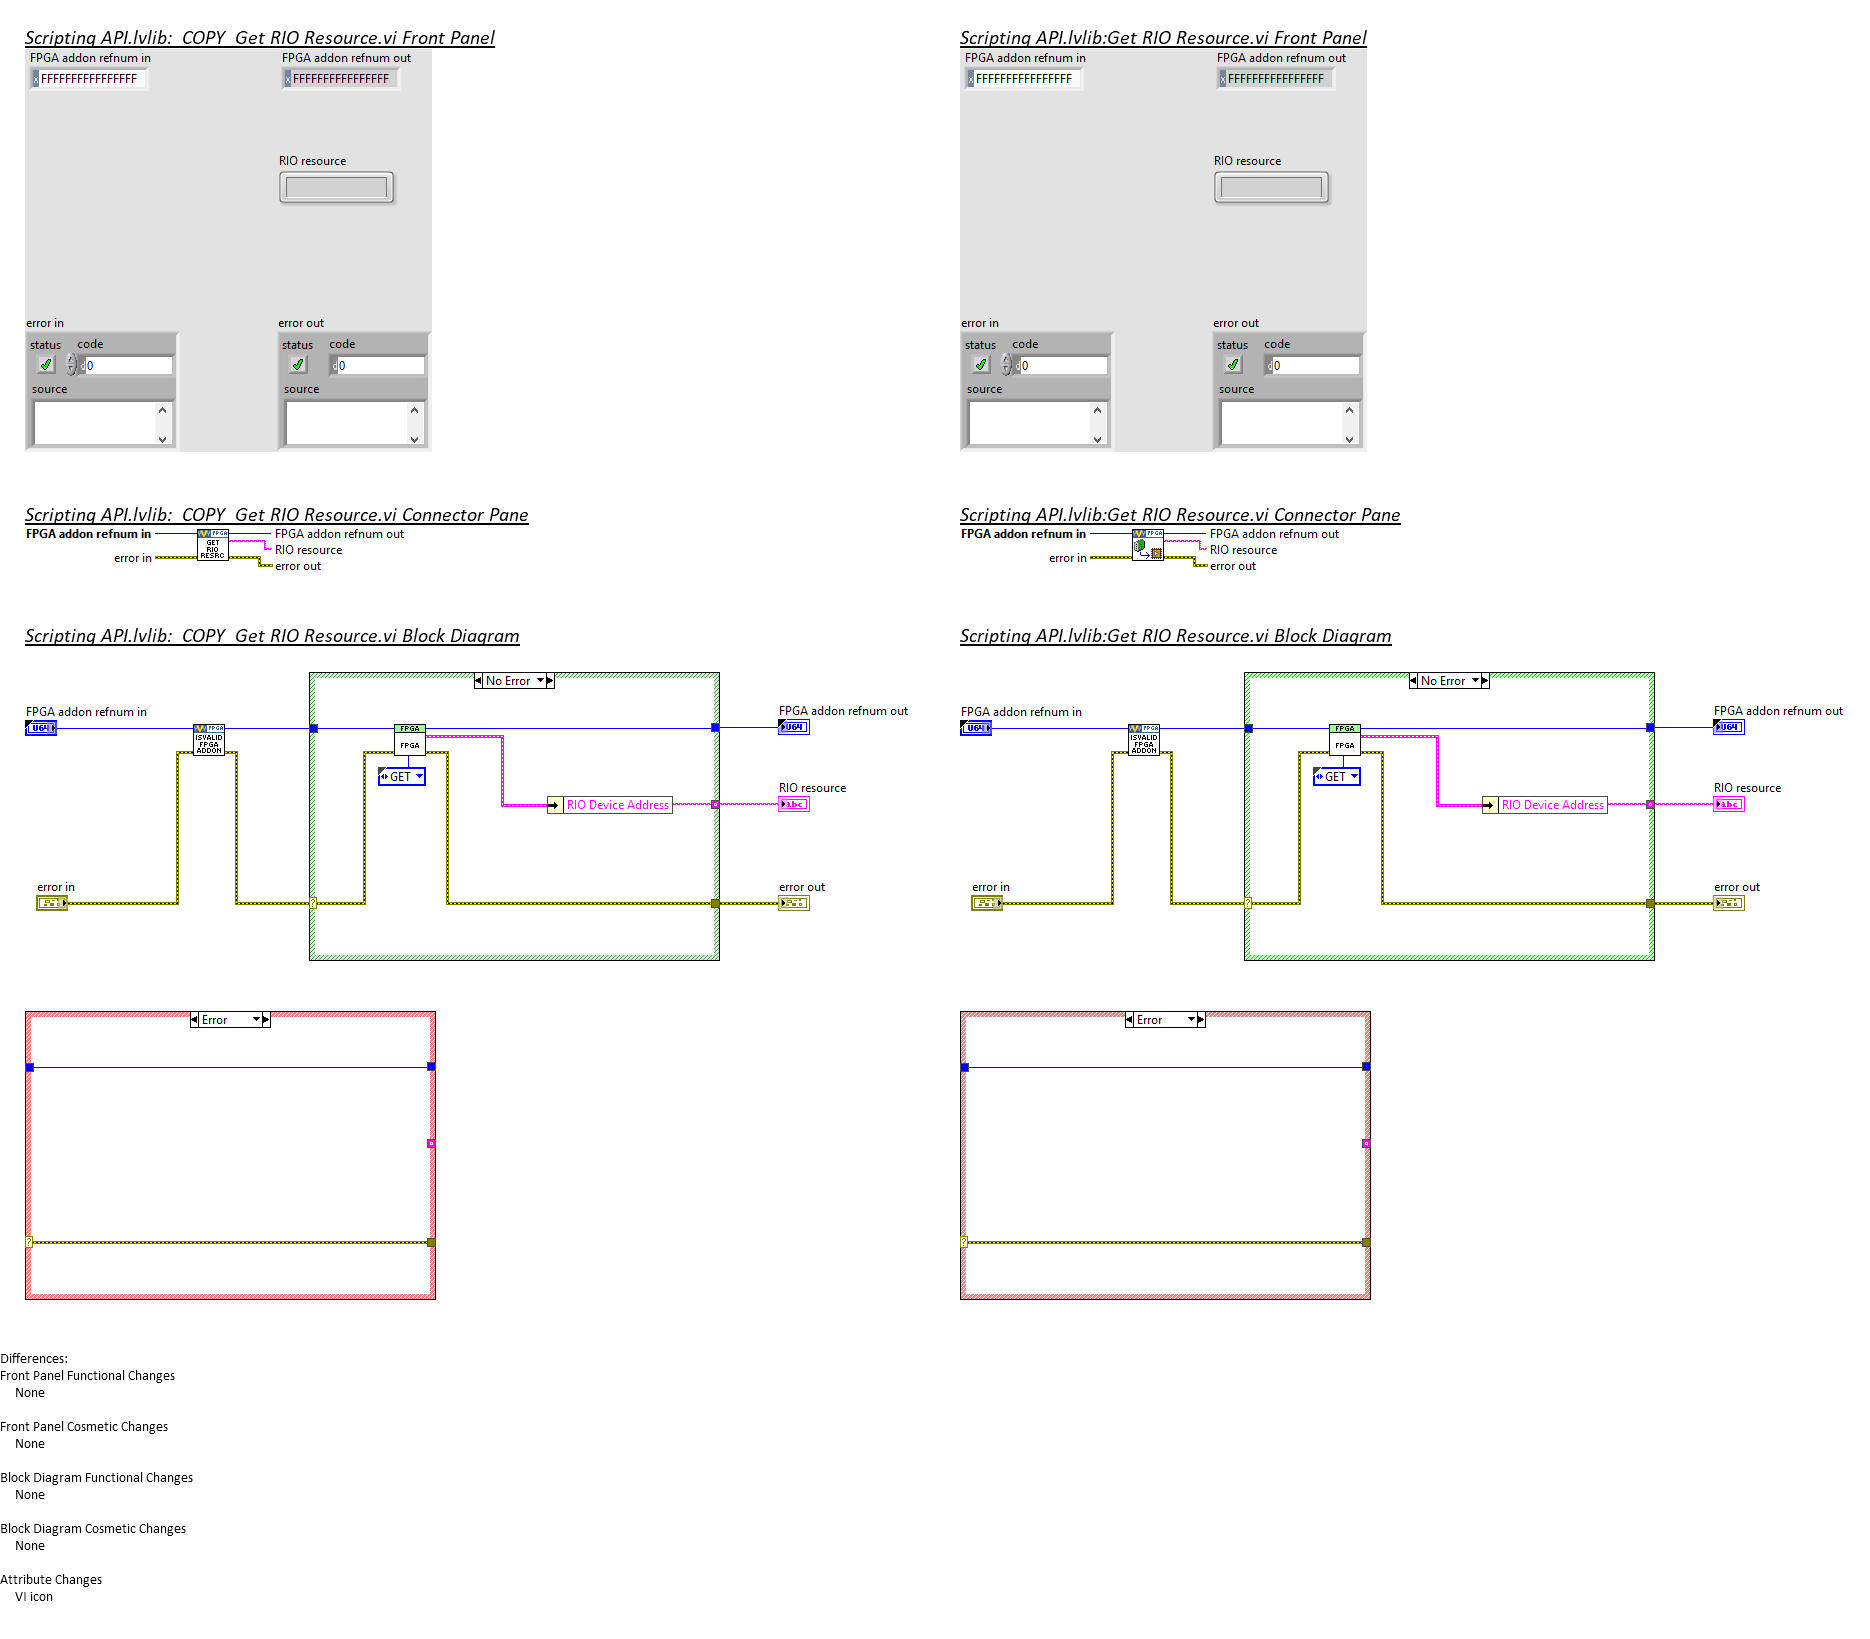 Scripting API.lvlib:_COPY_Get RIO Resource.vi Front Panel
FPGA addon refnum in
FPGA addon refnum out
x FFFFFFFFFFFFFFFF
x FFFFFFFFFFFFFFFF
RIO resource
error in
error out
status code
status code
d 0
d 0
source
source
Scripting API.lvlib:Get RIO Resource.vi Front Panel
FPGA addon refnum in
FPGA addon refnum out
x FFFFFFFFFFFFFFFF
x FFFFFFFFFFFFFFFF
RIO resource
error in
error out
status code
status code
d 0
d 0
source
source
Scripting API.lvlib:_COPY_Get RIO Resource.vi Connector Pane
FPGA addon refnum in
FPGA
GET
RIO
RESRC
FPGA addon refnum out
RIO resource
error in
error out
Scripting API.lvlib:Get RIO Resource.vi Connector Pane
FPGA addon refnum in
FPGA
FPGA addon refnum out
RIO resource
error in
error out
Scripting API.lvlib:_COPY_Get RIO Resource.vi Block Diagram
No Error
FPGA addon refnum in
U64
FPGA
ISVALID
FPGA
ADDON
FPGA
FPGA
GET
FPGA addon refnum out
U64
RIO Device Address
RIO resource
abc
error in
?
error out
Error
?
Scripting API.lvlib:Get RIO Resource.vi Block Diagram
No Error
FPGA addon refnum in
U64
FPGA
ISVALID
FPGA
ADDON
FPGA
FPGA
GET
FPGA addon refnum out
U64
RIO Device Address
RIO resource
abc
error in
?
error out
Error
?
Differences:
Front Panel Functional Changes
None
Front Panel Cosmetic Changes
None
Block Diagram Functional Changes
None
Block Diagram Cosmetic Changes
None
Attribute Changes
VI icon